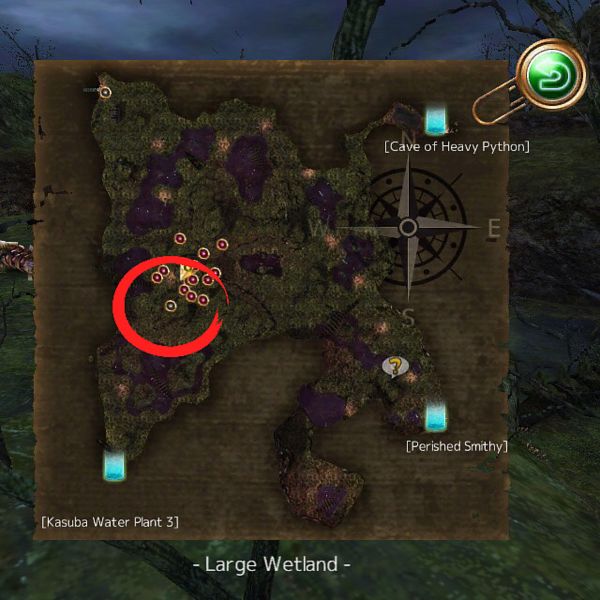 N
[Cave of Heavy Python]
W
E
S
?
[Perished Smithy]
[Kasuba Water Plant 3]
- Large Wetland -